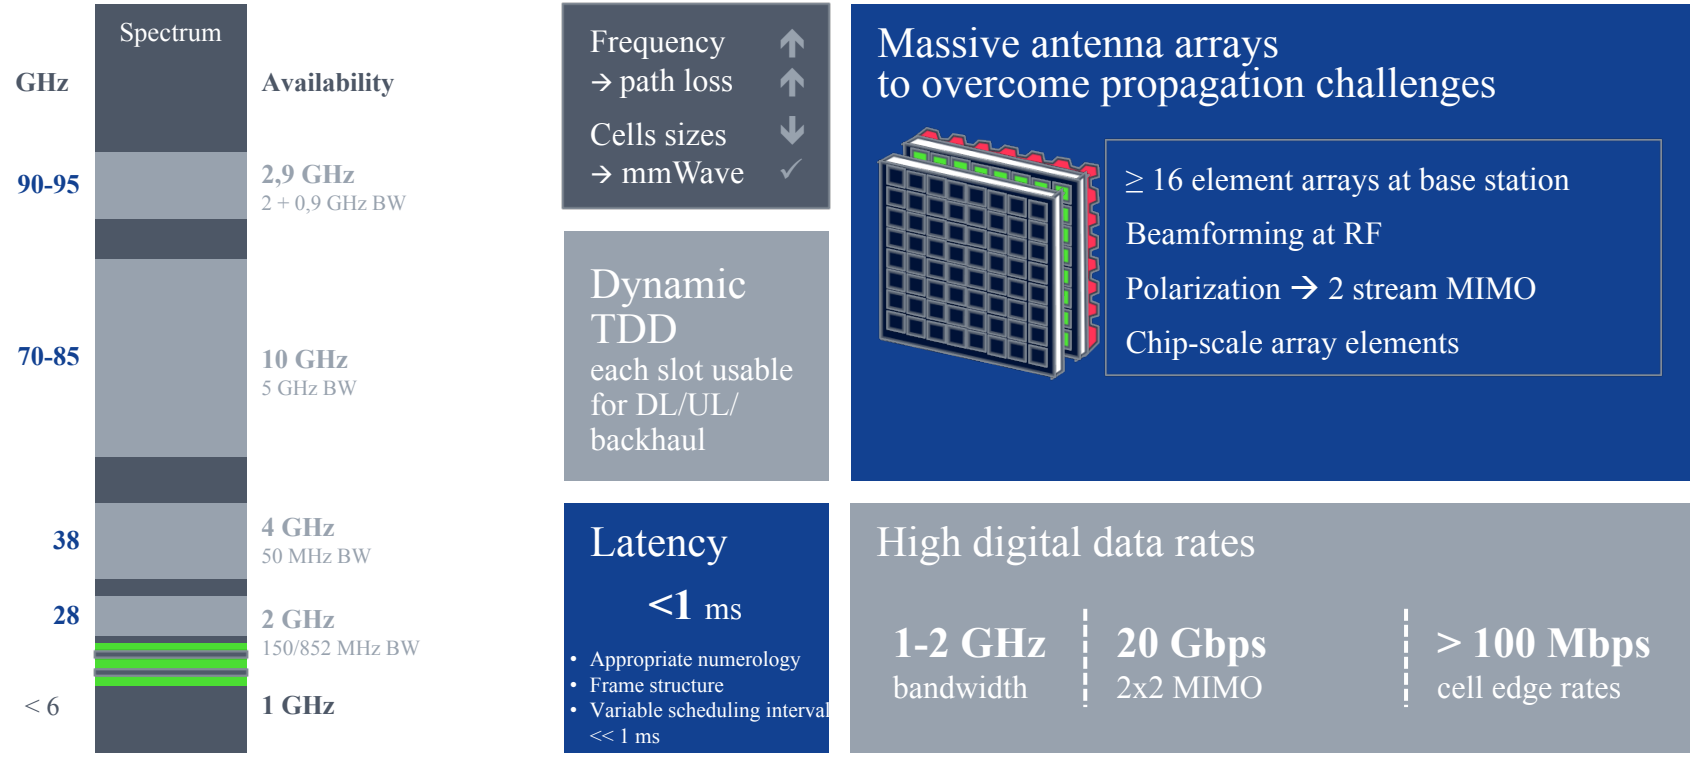 Spectrum
GHz
Availability
90-95
2,9 GHz
2 + 0,9 GHz BW
70-85
10 GHz
5 GHz BW
38
4 GHz
50 MHz BW
28
2 GHz
150/852 MHz BW
< 6
1 GHz
Frequency
→ path loss
Cells sizes
→ mmWave ✓
Dynamic
TDD
each slot usable
for DL/UL/
backhaul
Latency
<1 ms
• Appropriate numerology
• Frame structure
• Variable scheduling interval
<< 1 ms
Massive antenna arrays
to overcome propagation challenges
≥ 16 element arrays at base station
Beamforming at RF
Polarization → 2 stream MIMO
Chip-scale array elements
High digital data rates
1-2 GHz
bandwidth
20 Gbps
2x2 MIMO
> 100 Mbps
cell edge rates